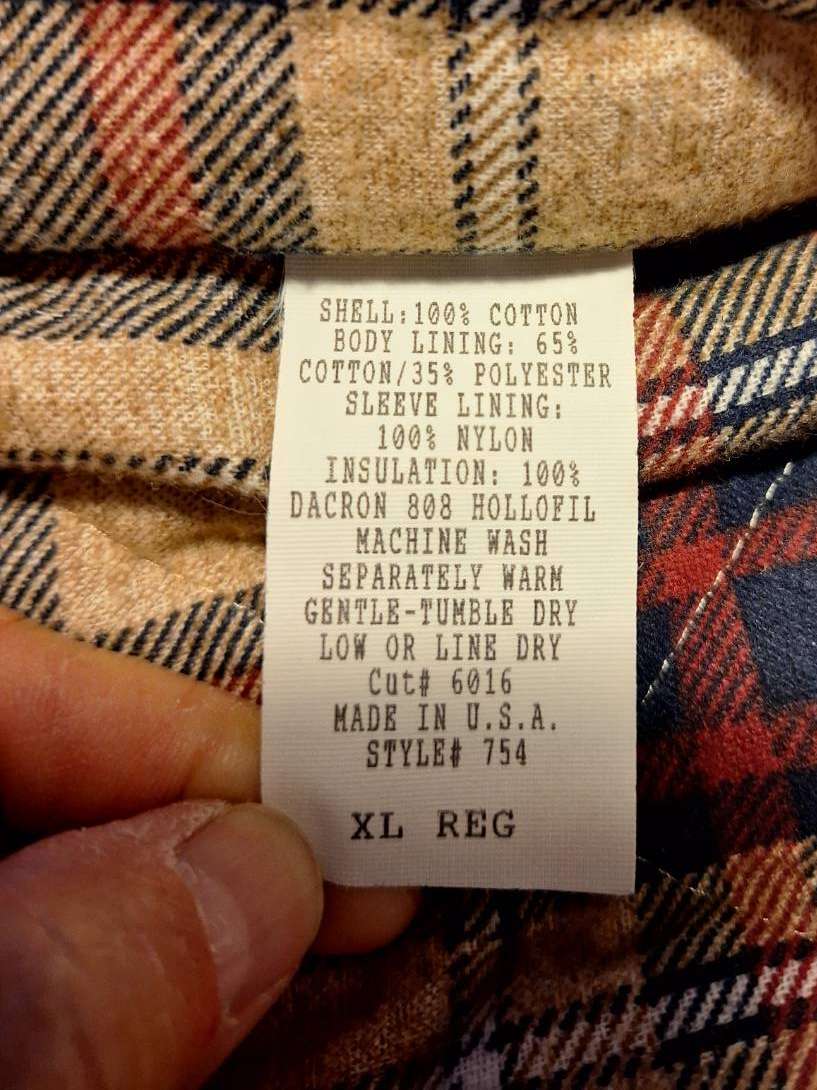 SHELL:100% COTTON
BODY LINING: 65%
COTTON/35% POLYESTER
SLEEVE LINING:
100% NYLON
INSULATION: 100%
DACRON 808 HOLLOFIL
MACHINE WASH
SEPARATELY WARM
GENTLE-TUMBLE DRY
LOW OR LINE DRY
Cut# 6016
MADE IN U.S.A.
STYLE# 754
XL REG